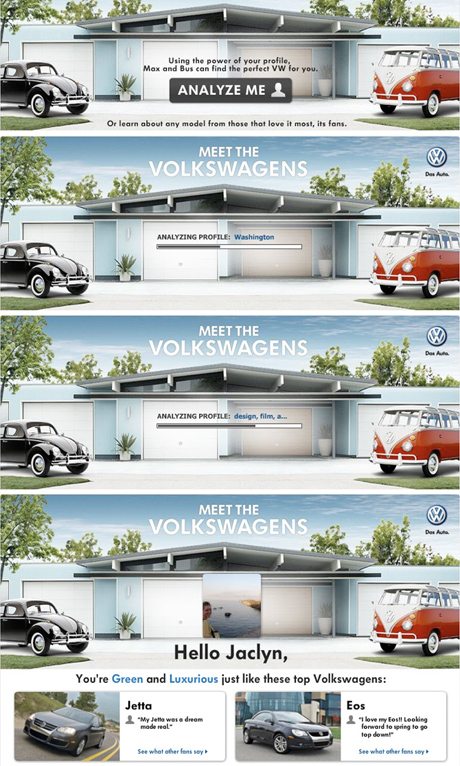 Using the power of your profile,
Max and Bus can find the perfect VW for you.
ANALYZE ME
Or learn about any model from those that love it most, its fans.
MEET THE
VOLKSWAGENS
Das Auto.
ANALYZING PROFILE: Washington
MEET THE
VOLKSWAGENS
Das Auto.
ANALYZING PROFILE: design, film, a...
MEET THE
VOLKSWAGENS
Das Auto.
Hello Jaclyn,
You're Green and Luxurious just like these top Volkswagens:
Jetta
"My Jetta was a dream
made real."
See what other fans say
Eos
"I love my Eos!! Looking
forward to spring to go
top down!"
See what other fans say